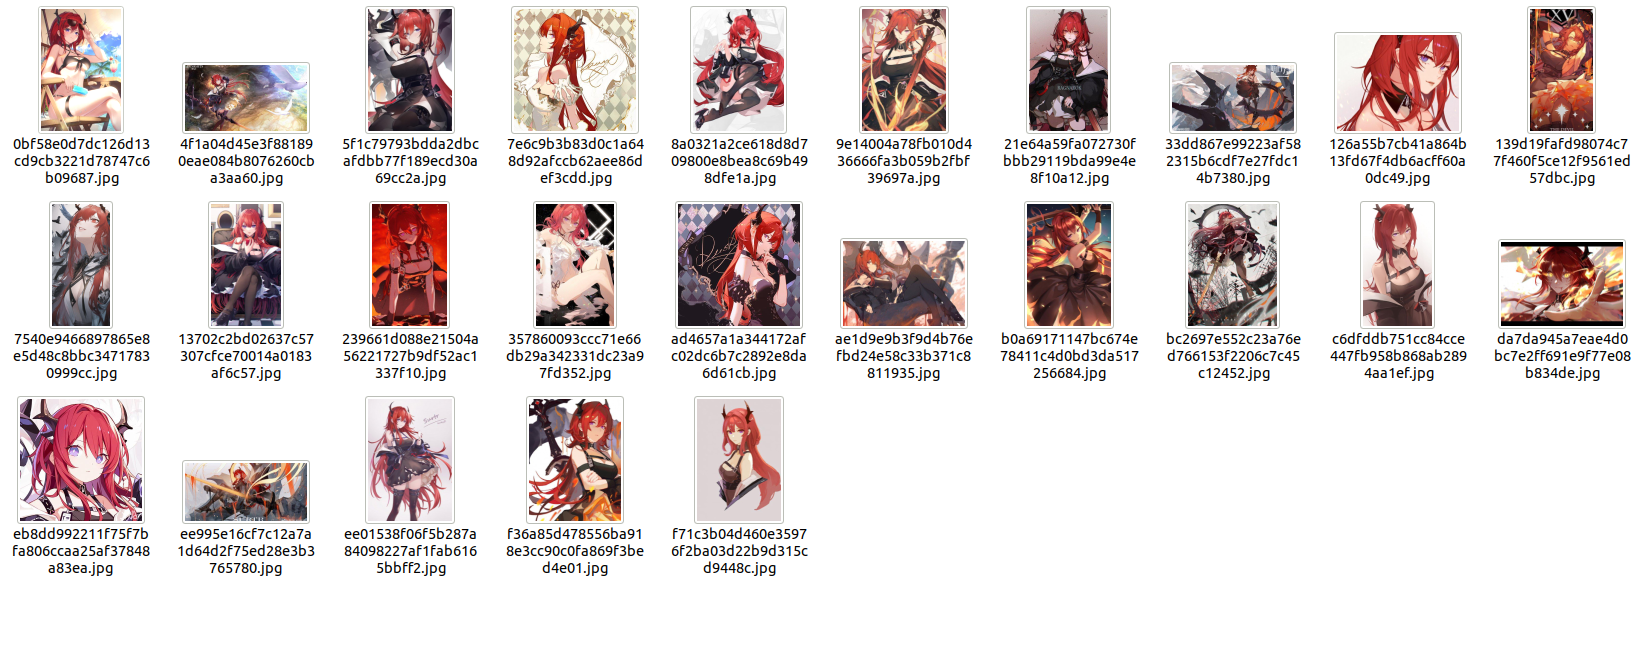 0bf58e0d7dc126d13
cd9cb3221d78747c6
b09687.jpg
4f1a04d45e3f88189
0eae084b8076260cb
a3aa60.jpg
5f1c79793bdda2dbc
afdbb77f189ecd30a
69cc2a.jpg
7e6c9b3b83d0c1a64
8d92afccb62aee86d
ef3cdd.jpg
8a0321a2ce618d8d7
09800e8bea8c69b49
8dfe1a.jpg
9e14004a78fb010d4
36666fa3b059b2fbf
39697a.jpg
21e64a59fa072730f
bbb29119bda99e4e
8f10a12.jpg
33dd867e99223af58
2315b6cdf7e27fdc1
4b7380.jpg
126a55b7cb41a864b
13fd67f4db6acff60a
0dc49.jpg
139d19fafd98074c7
7f460f5ce12f9561ed
57dbc.jpg
7540e9466897865e8
e5d48c8bbc3471783
0999cc.jpg
13702c2bd02637c57
307cfce70014a0183
af6c57.jpg
239661d088e21504a
56221727b9df52ac1
337f10.jpg
357860093ccc71e66
db29a342331dc23a9
7fd352.jpg
ad4657a1a344172af
c02dc6b7c2892e8da
6d61cb.jpg
ae1d9e9b3f9d4b76e
fbd24e58c33b371c8
811935.jpg
b0a69171147bc674e
78411c4d0bd3da517
256684.jpg
bc2697e552c23a76e
d766153f2206c7c45
c12452.jpg
c6dfddb751cc84cce
447fb958b868ab289
4aa1ef.jpg
da7da945a7eae4d0
bc7e2ff691e9f77e08
b834de.jpg
eb8dd992211f75f7b
fa806ccaa25af37848
a83ea.jpg
ee995e16cf7c12a7a
1d64d2f75ed28e3b3
765780.jpg
ee01538f06f5b287a
84098227af1fab616
5bbff2.jpg
f36a85d478556ba91
8e3cc90c0fa869f3be
d4e01.jpg
f71c3b04d460e3597
6f2ba03d22b9d315c
d9448c.jpg